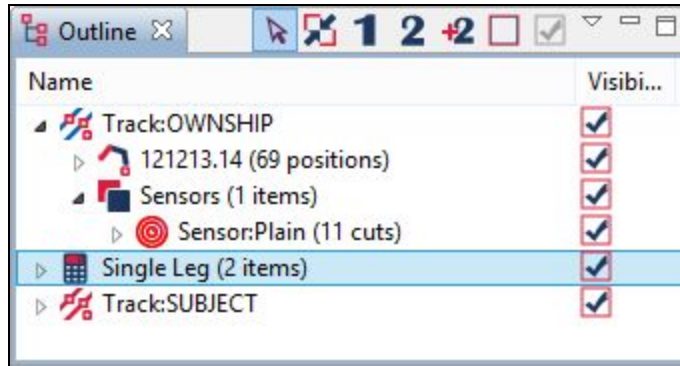 Outline
1 2 +2
Name Visibi...
Track:OWNSHIP
121213.14 (69 positions)
Sensors (1 items)
Sensor:Plain (11 cuts)
Single Leg (2 items)
Track:SUBJECT